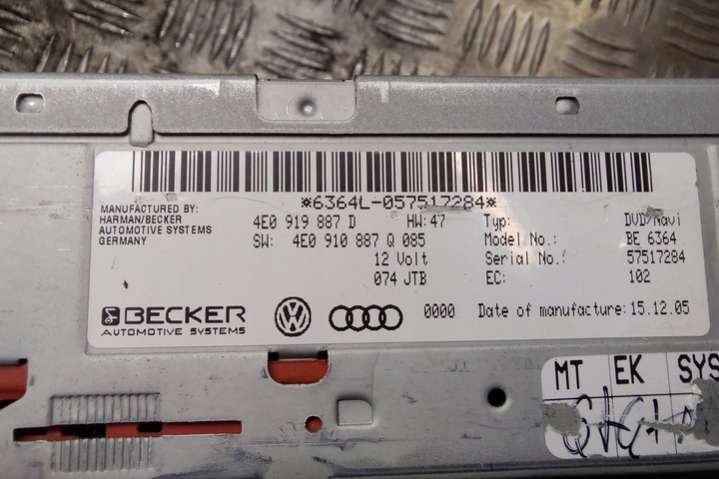 *6364L-057517284*
MANUFACTURED BY:
HARMAN/BECKER
AUTOMOTIVE SYSTEMS
GERMANY
4E0 919 887 D HW:47 Typ: DVD/Navi
SW: 4E0 910 887 Q 085 Model No.: BE 6364
12 Volt Serial No.: 57517284
074 JTB EC: 102
BECKER
AUTOMOTIVE SYSTEMS
0000 Date of manufacture: 15.12.05
MT EK SYS